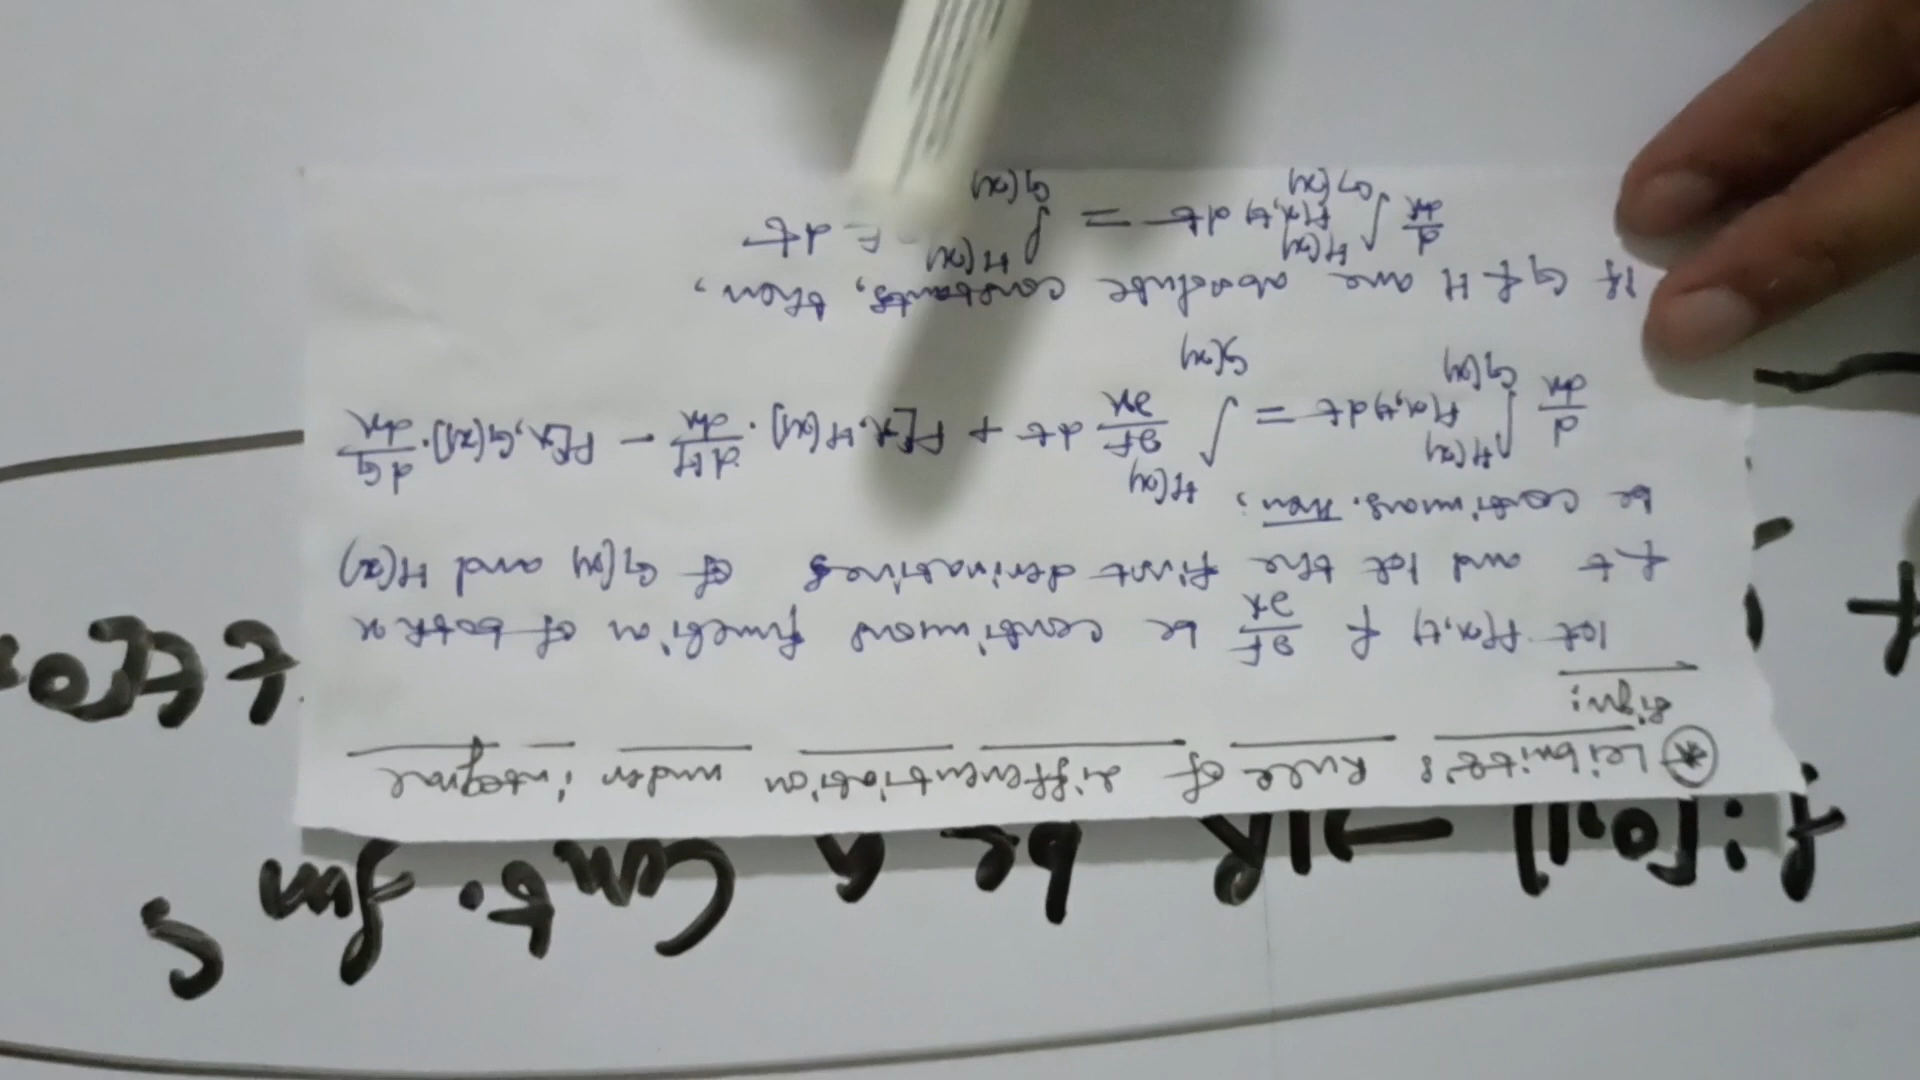 f:[0,1] → IR be a Cont. fun
⊛ Leibnitz's Rule of differentiation under integral
sign:
let F(x,t) & ∂F/∂x be continuous function of both x
& t and let the first derivatives of G(x) and H(x)
be continuous. Then;
d/dx ∫_{G(x)}^{H(x)} F(x,t) dt = ∫_{G(x)}^{H(x)} ∂F/∂x dt + F[x, H(x)] . dH/dx - F[x, G(x)] . dG/dx
If G & H are absolute constants, then,
d/dx ∫_{G(x)}^{H(x)} F(x,t) dt = ∫_{G(x)}^{H(x)} dt